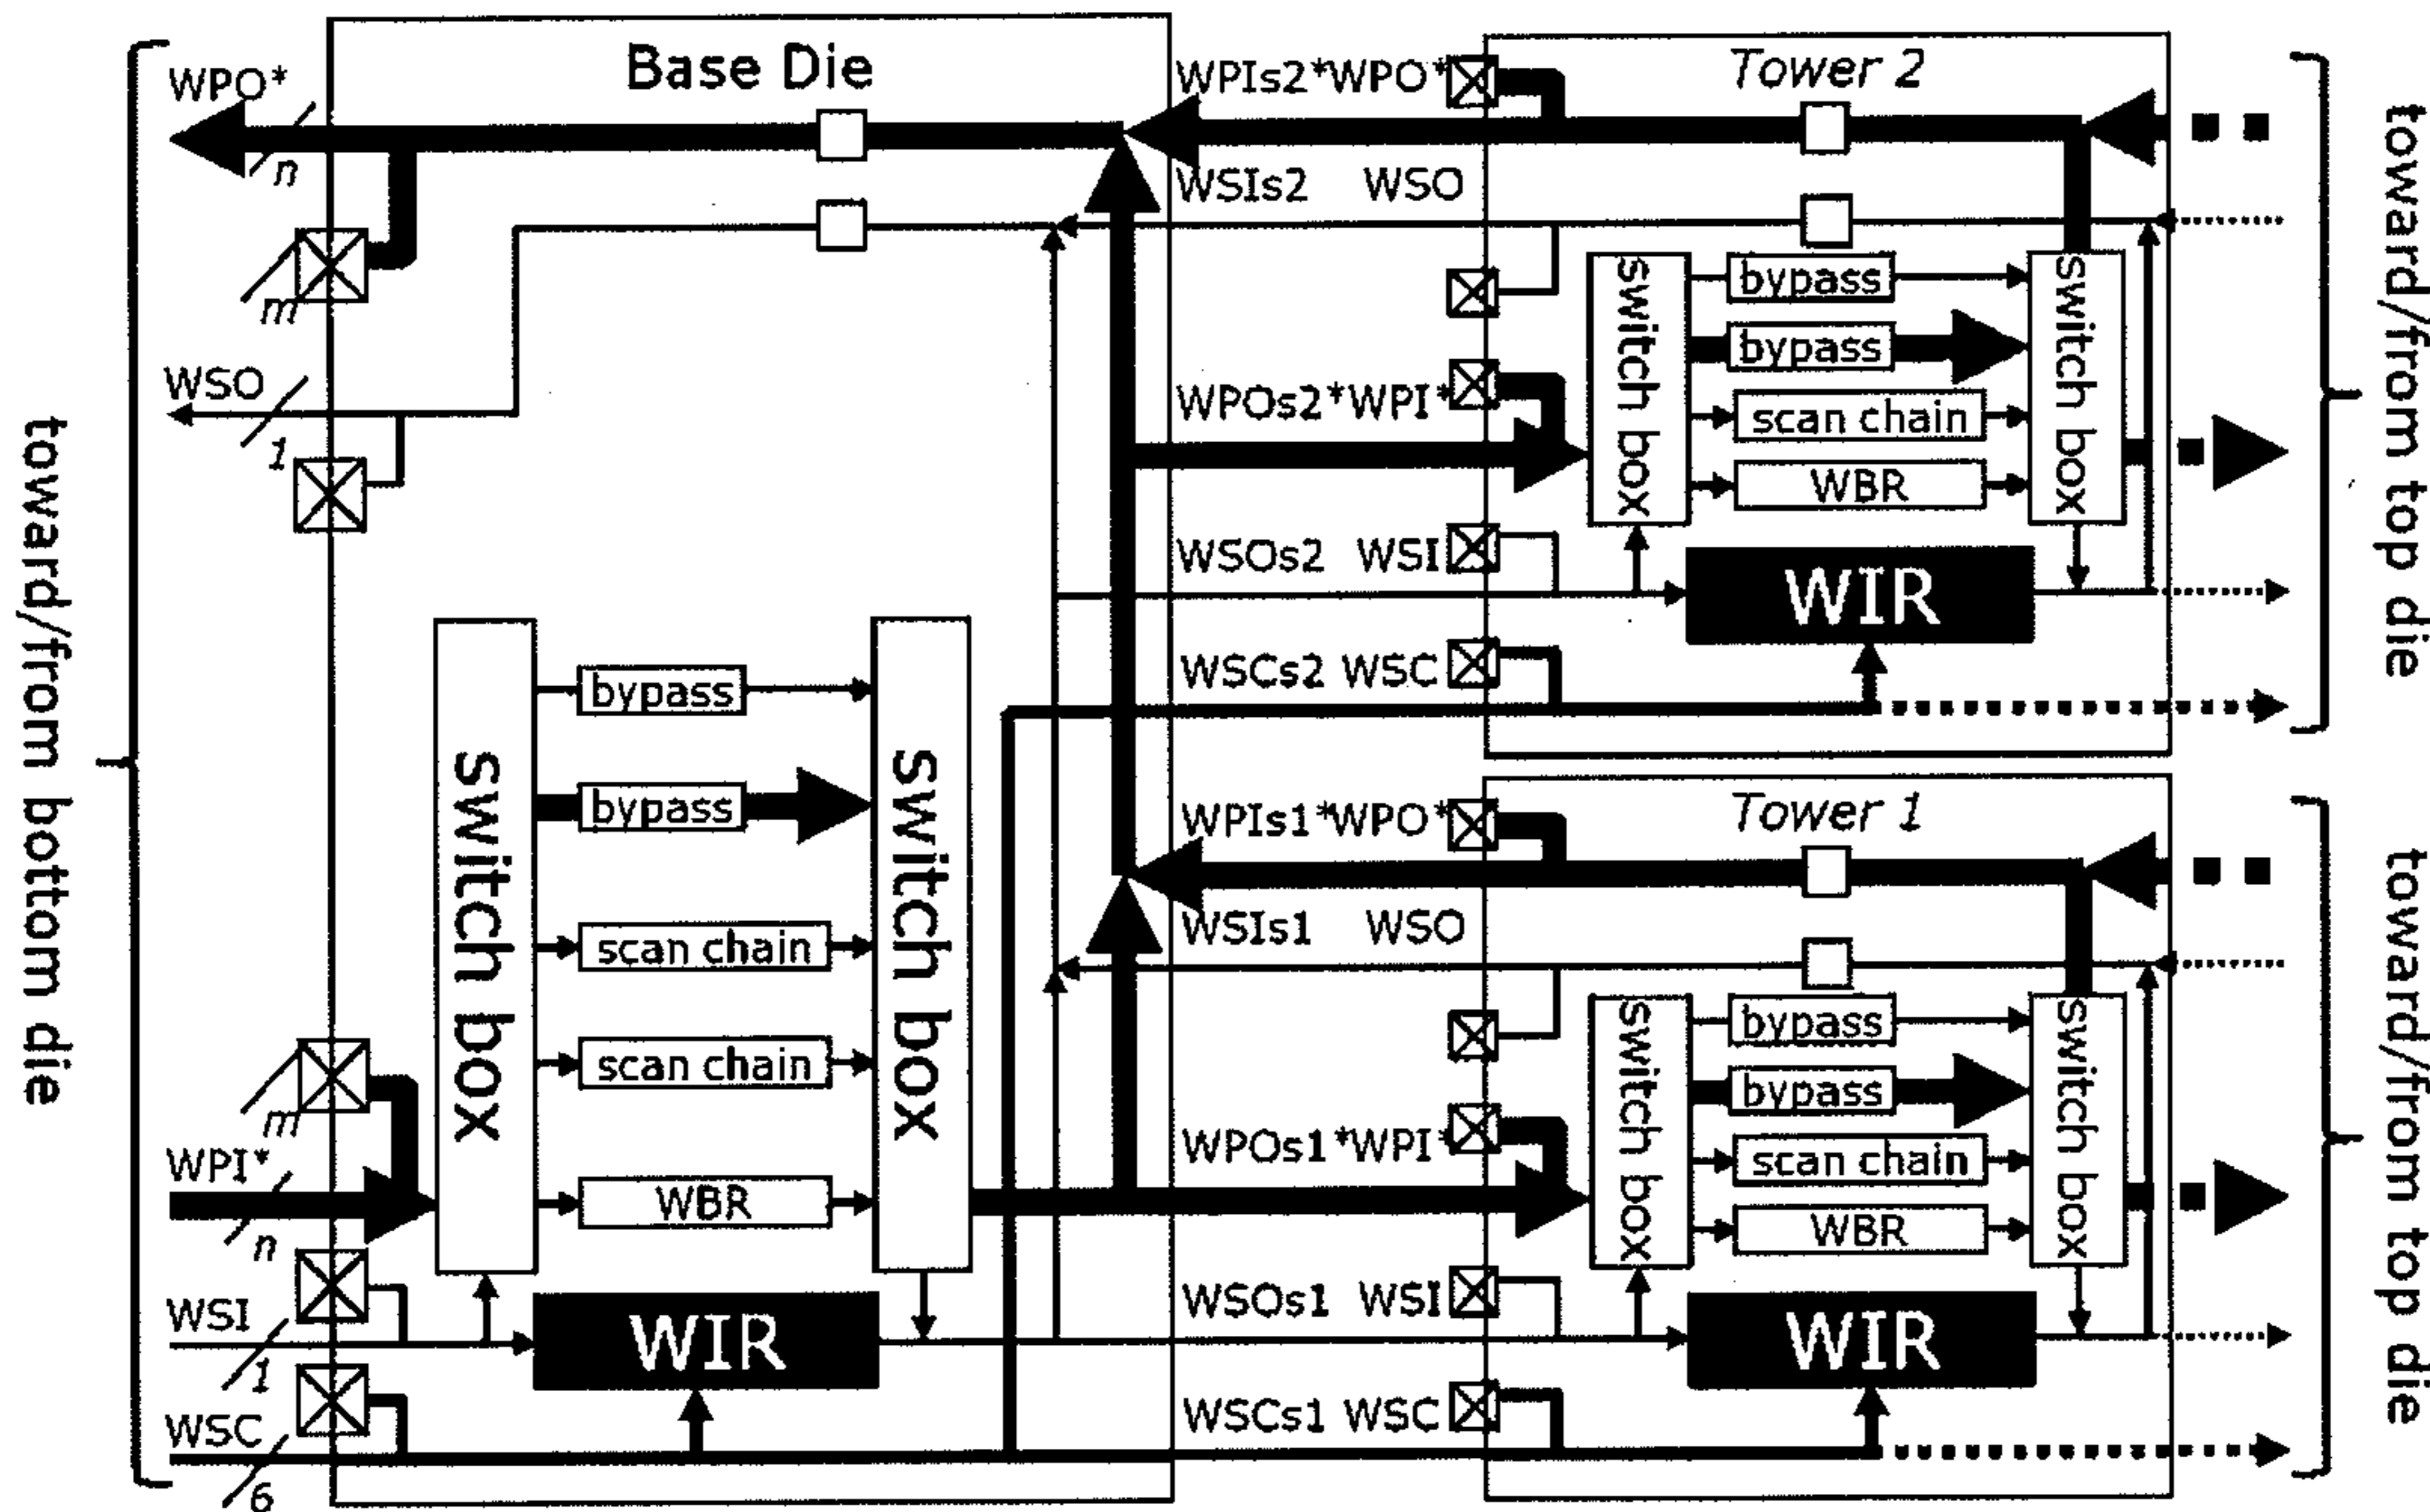 toward/from bottom die
Base Die
WPO*
n
m
WSO
1
m
WPI*
n
WSI
1
WSC
6
switch box
bypass
bypass
scan chain
scan chain
WBR
switch box
WIR
WPIs2*WPO*
WSIs2 WSO
WPOs2*WPI*
WSOs2 WSI
WSCs2 WSC
Tower 2
switch box
bypass
bypass
scan chain
WBR
switch box
WIR
toward/from top die
WPIs1*WPO*
WSIs1 WSO
WPOs1*WPI*
WSOs1 WSI
WSCs1 WSC
Tower 1
switch box
bypass
bypass
scan chain
WBR
switch box
WIR
toward/from top die